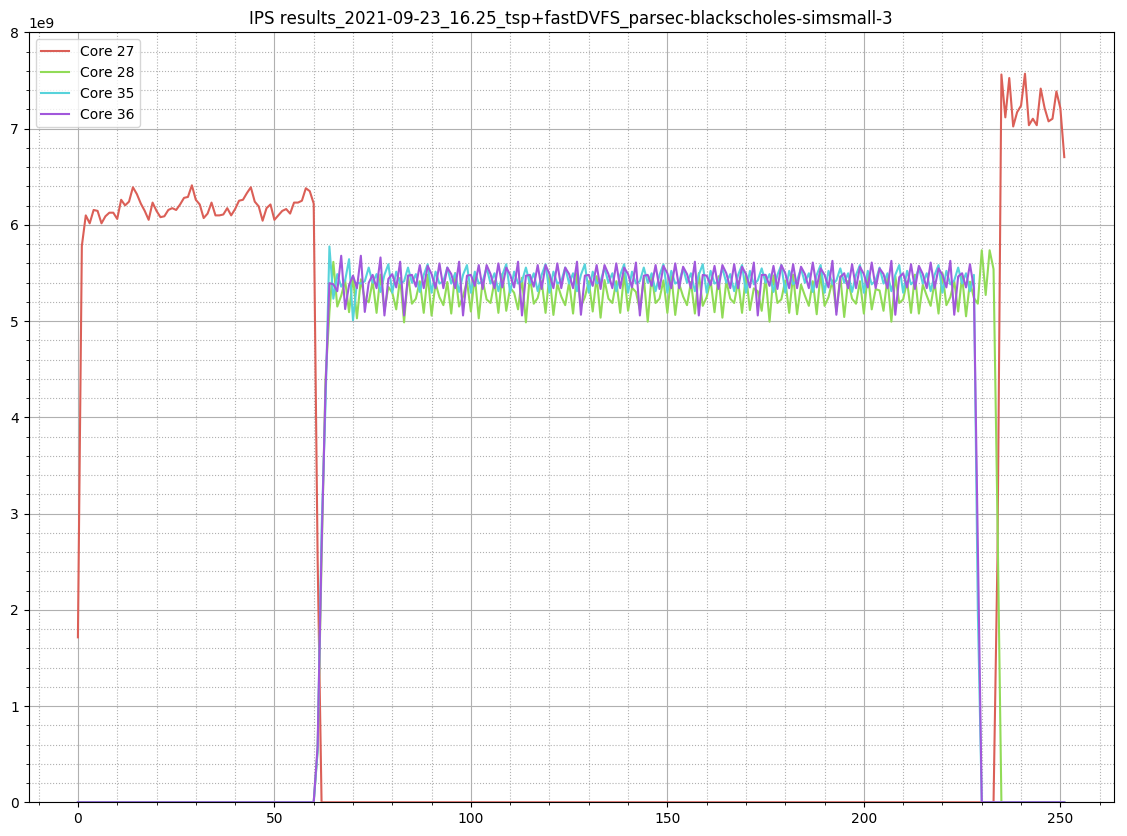 IPS results_2021-09-23_16.25_tsp+fastDVFS_parsec-blackscholes-simsmall-3
1e9
8
7
6
5
4
3
2
1
0
Core 27
Core 28
Core 35
Core 36
0 50 100 150 200 250